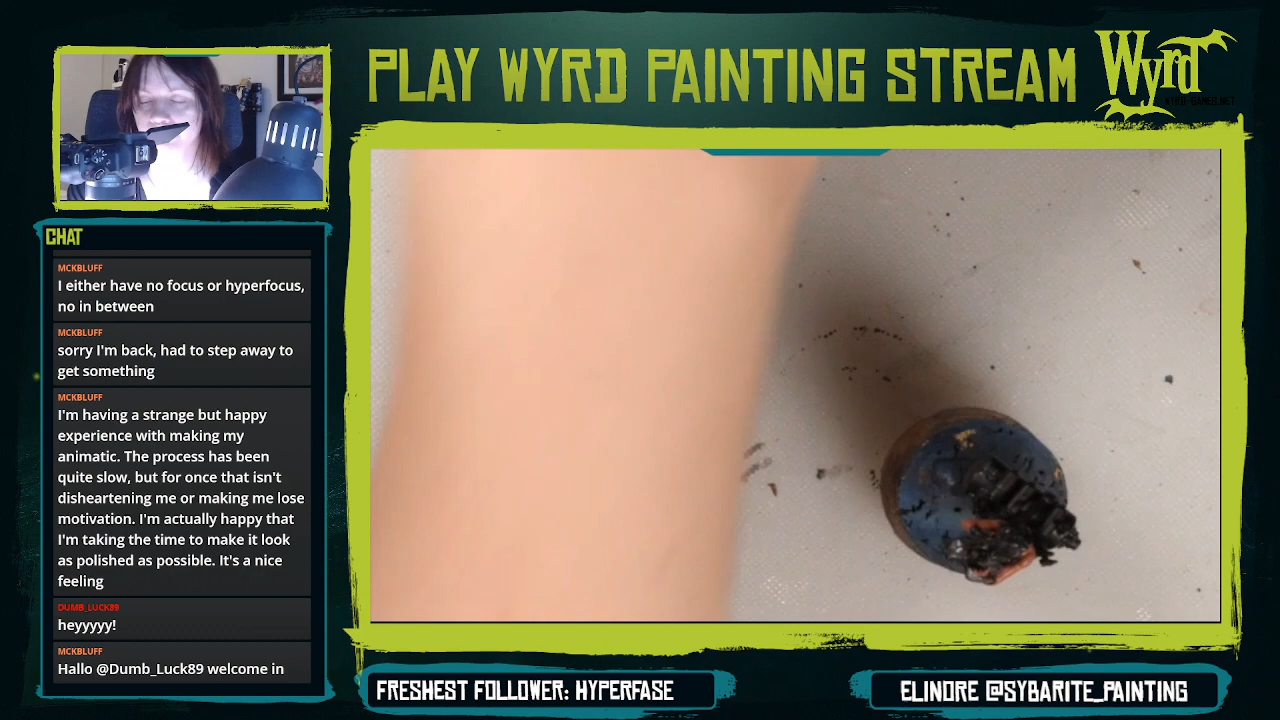 PLAY WYRD PAINTING STREAM
Wyrd
WYRD-GAMES.NET
CHAT
MCKBLUFF
I either have no focus or hyperfocus,
no in between
MCKBLUFF
sorry I'm back, had to step away to
get something
MCKBLUFF
I'm having a strange but happy
experience with making my
animatic. The process has been
quite slow, but for once that isn't
disheartening me or making me lose
motivation. I'm actually happy that
I'm taking the time to make it look
as polished as possible. It's a nice
feeling
DUMB_LUCK89
heyyyyy!
MCKBLUFF
Hallo @Dumb_Luck89 welcome in
FRESHEST FOLLOWER: HYPERFASE
ELINORE @SYBARITE_PAINTING